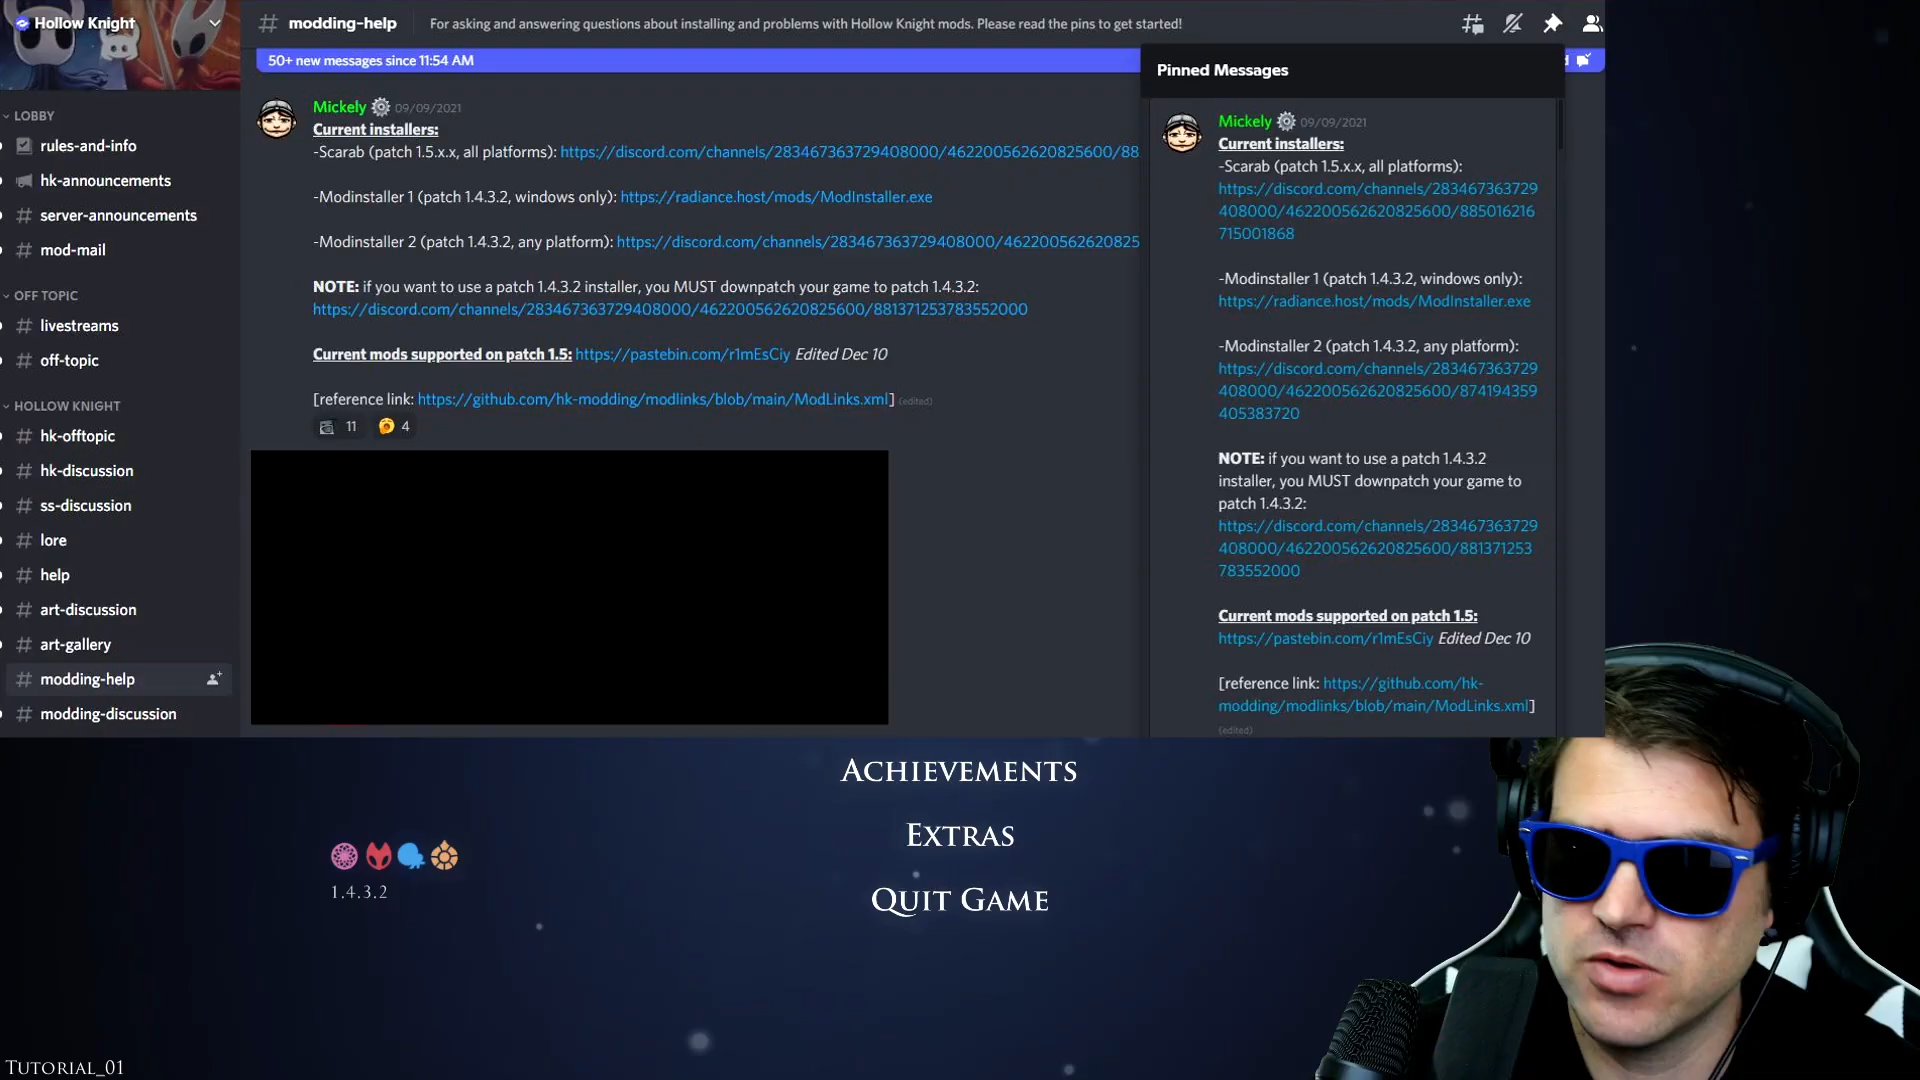 Hollow Knight
modding-help
For asking and answering questions about installing and problems with Hollow Knight mods. Please read the pins to get started!
50+ new messages since 11:54 AM
LOBBY
rules-and-info
hk-announcements
server-announcements
mod-mail
OFF TOPIC
livestreams
off-topic
HOLLOW KNIGHT
hk-offtopic
hk-discussion
ss-discussion
lore
help
art-discussion
art-gallery
modding-help
modding-discussion
Mickely 09/09/2021
Current installers:
-Scarab (patch 1.5.x.x, all platforms): https://discord.com/channels/283467363729408000/462200562620825600/88
-Modinstaller 1 (patch 1.4.3.2, windows only): https://radiance.host/mods/ModInstaller.exe
-Modinstaller 2 (patch 1.4.3.2, any platform): https://discord.com/channels/283467363729408000/46220056262O825
NOTE: if you want to use a patch 1.4.3.2 installer, you MUST downpatch your game to patch 1.4.3.2:
https://discord.com/channels/283467363729408000/462200562620825600/881371253783552000
Current mods supported on patch 1.5: https://pastebin.com/r1mEsCiy Edited Dec 10
[reference link: https://github.com/hk-modding/modlinks/blob/main/ModLinks.xml] (edited)
11 4
Pinned Messages
Mickely 09/09/2021
Current installers:
-Scarab (patch 1.5.x.x, all platforms):
https://discord.com/channels/283467363729
408000/462200562620825600/885016216
715001868
-Modinstaller 1 (patch 1.4.3.2, windows only):
https://radiance.host/mods/ModInstaller.exe
-Modinstaller 2 (patch 1.4.3.2, any platform):
https://discord.com/channels/283467363729
408000/462200562620825600/874194359
405383720
NOTE: if you want to use a patch 1.4.3.2
installer, you MUST downpatch your game to
patch 1.4.3.2:
https://discord.com/channels/283467363729
408000/462200562620825600/881371253
783552000
Current mods supported on patch 1.5:
https://pastebin.com/r1mEsCiy Edited Dec 10
[reference link: https://github.com/hk-
modding/modlinks/blob/main/ModLinks.xml]
(edited)
ACHIEVEMENTS
EXTRAS
QUIT GAME
1.4.3.2
TUTORIAL_01